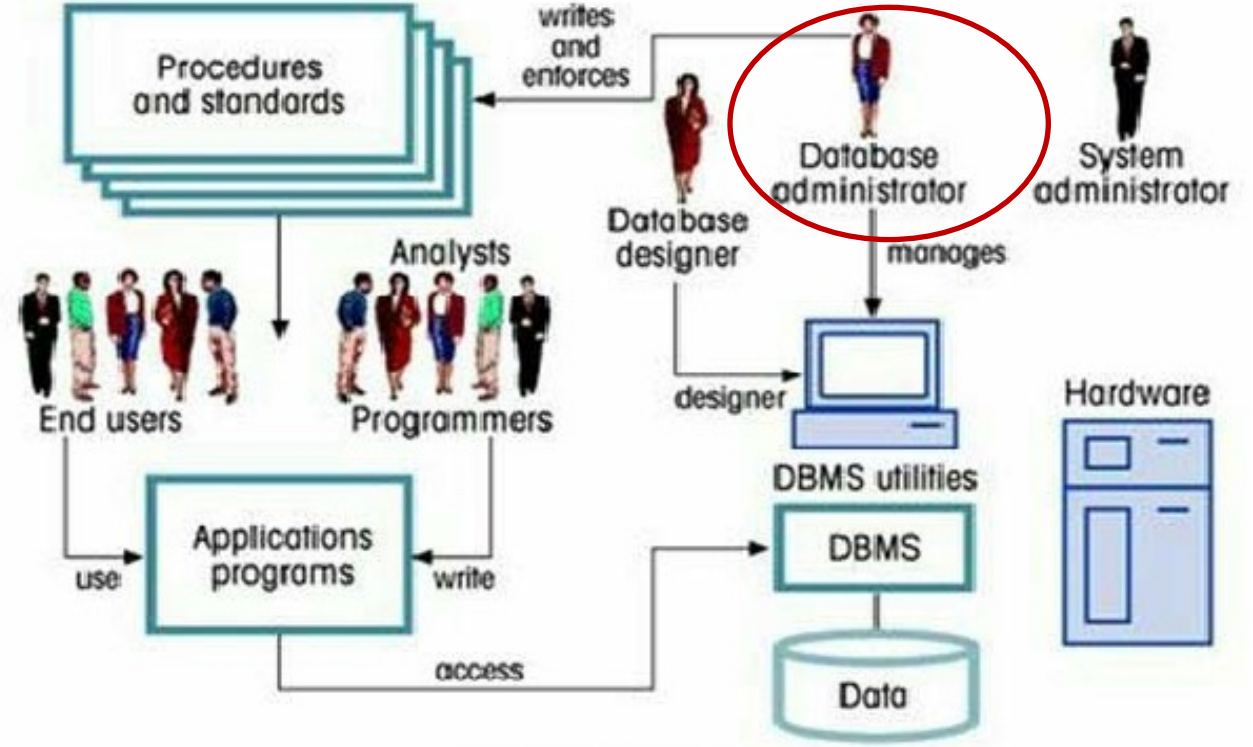 writes
and
enforces
Procedures
and standards
Database
administrator
System
administrator
Database
designer
manages
Analysts
End users
Programmers
designer
Hardware
DBMS utilities
Applications
programs
DBMS
use
write
access
Data